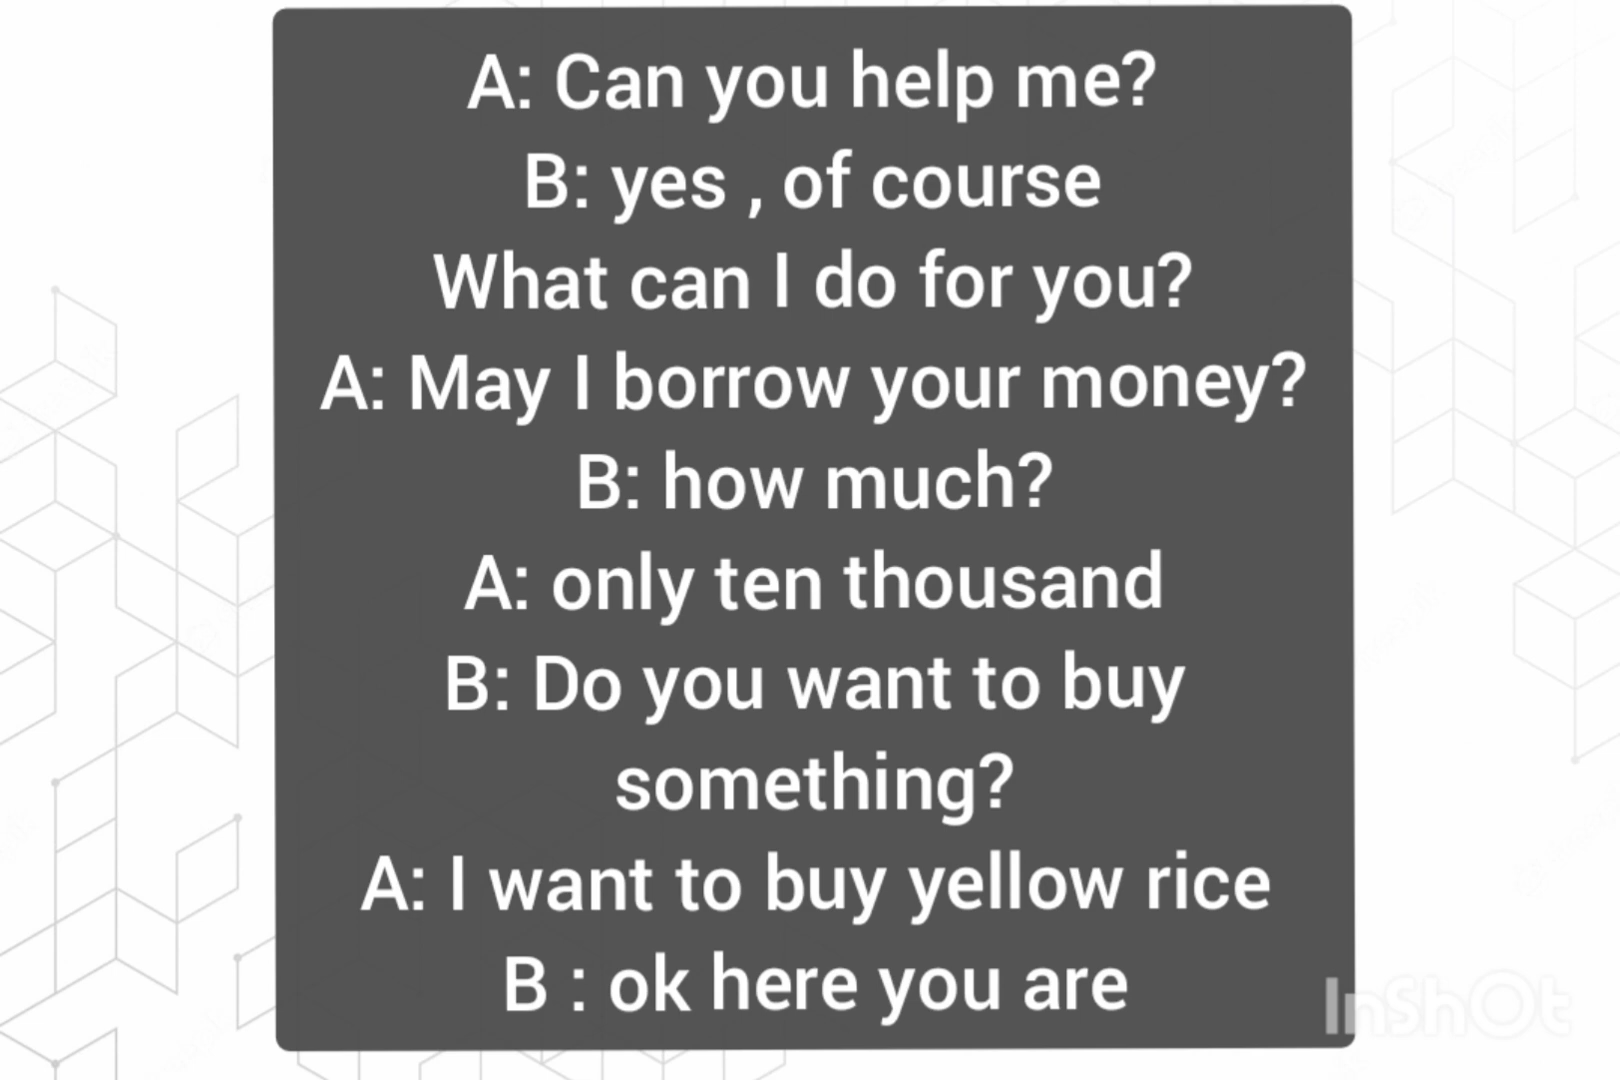 A: Can you help me?
B: yes , of course
What can I do for you?
A: May I borrow your money?
B: how much?
A: only ten thousand
B: Do you want to buy
something?
A: I want to buy yellow rice
B : ok here you are
InShOt